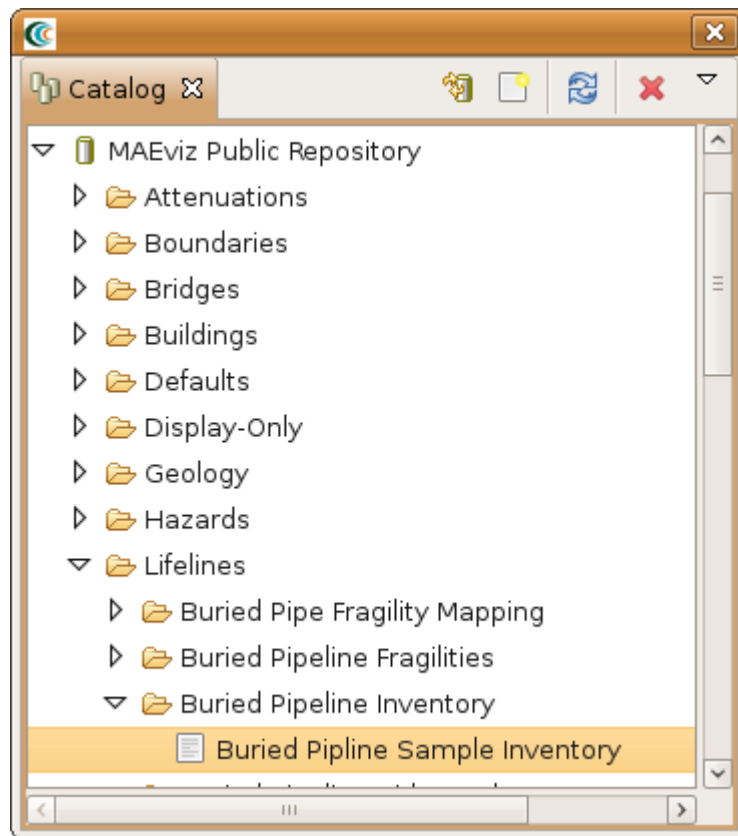 Catalog
MAEviz Public Repository
Attenuations
Boundaries
Bridges
Buildings
Defaults
Display-Only
Geology
Hazards
Lifelines
Buried Pipe Fragility Mapping
Buried Pipeline Fragilities
Buried Pipeline Inventory
Buried Pipline Sample Inventory